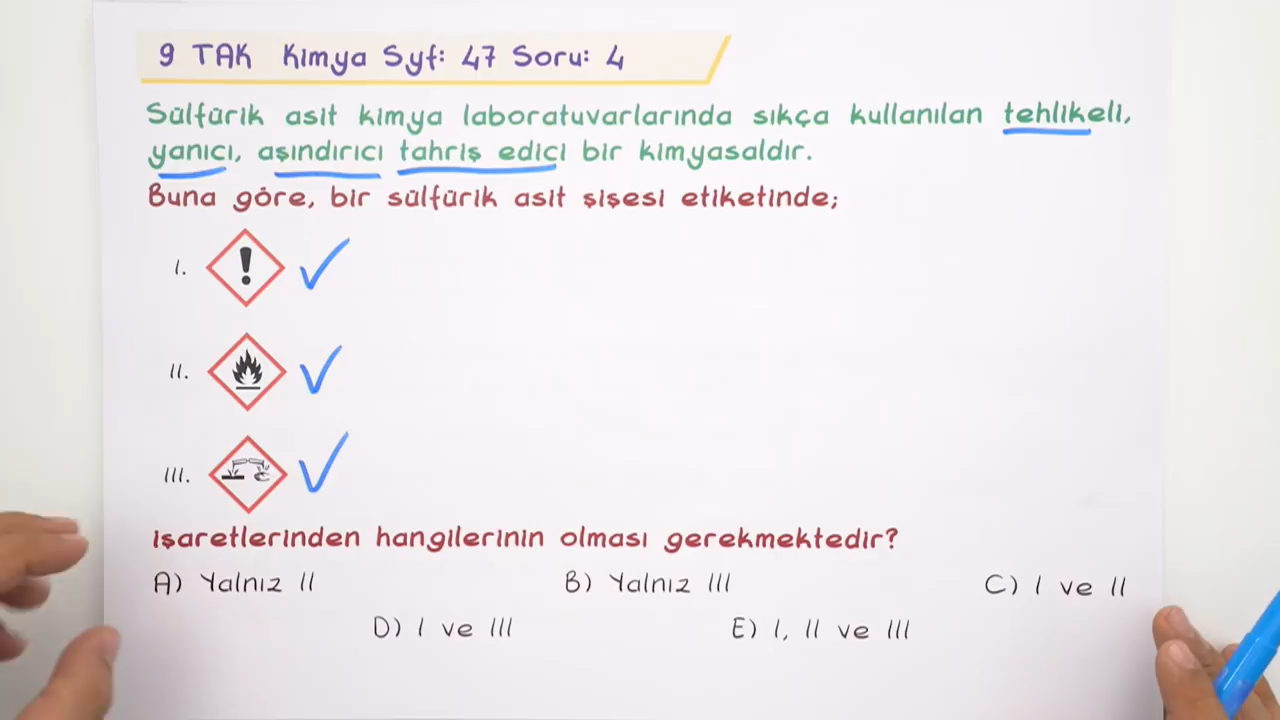 9 TAK Kimya Syf: 47 Soru: 4
Sülfürik asit kimya laboratuvarlarında sıkça kullanılan tehlikeli,
yanıcı, aşındırıcı tahriş edici bir kimyasaldır.
Buna göre, bir sülfürik asit şişesi etiketinde;
I. !
II.
III.
işaretlerinden hangilerinin olması gerekmektedir?
A) Yalnız II B) Yalnız III C) I ve II
D) I ve III E) I, II ve III